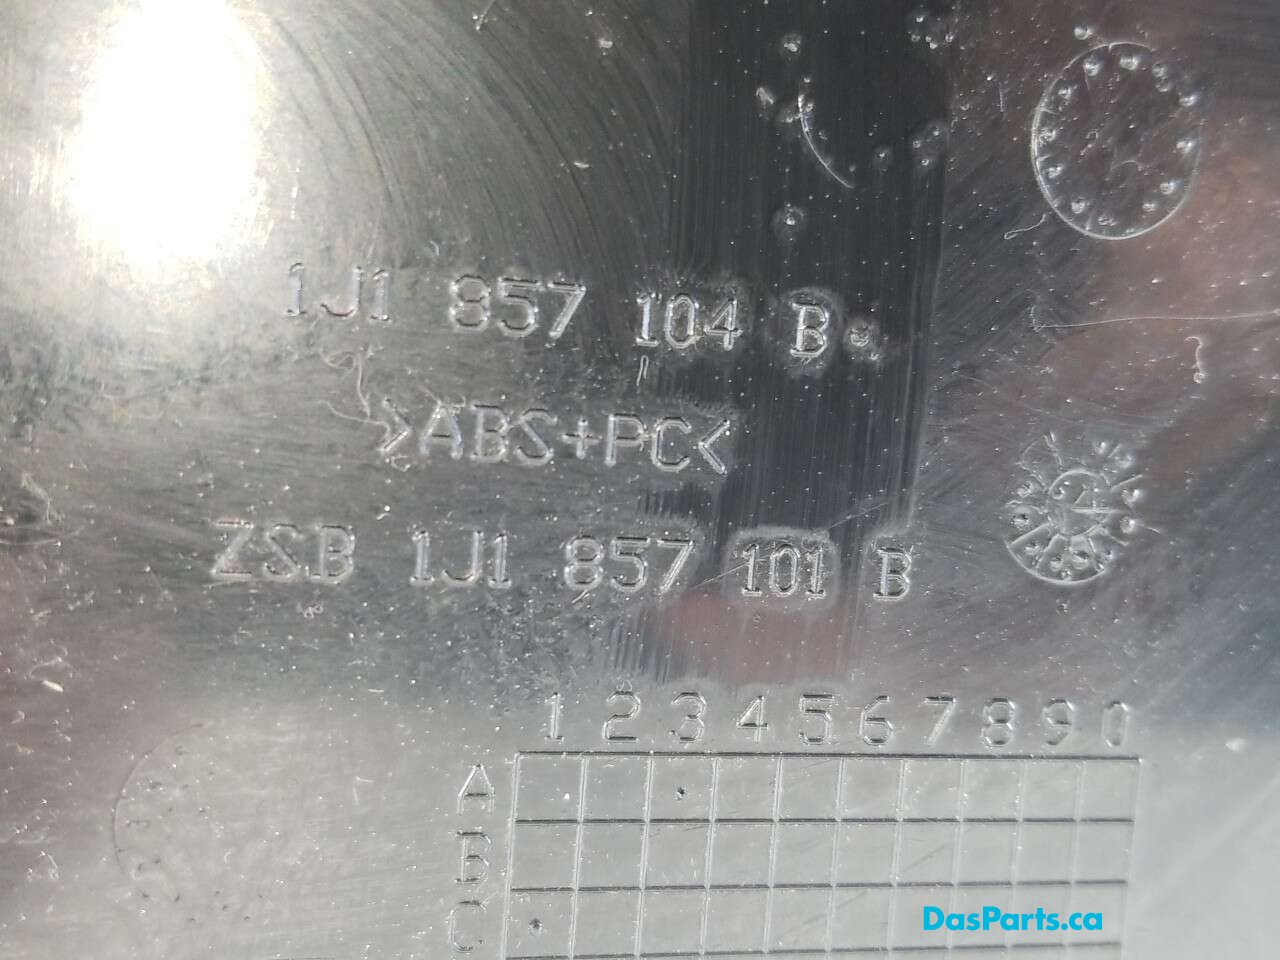 1J1 857 104 B
>ABS+PC<
ZSB 1J1 857 101 B
1 2 3 4 5 6 7 8 9 0
A
B
C
DasParts.ca